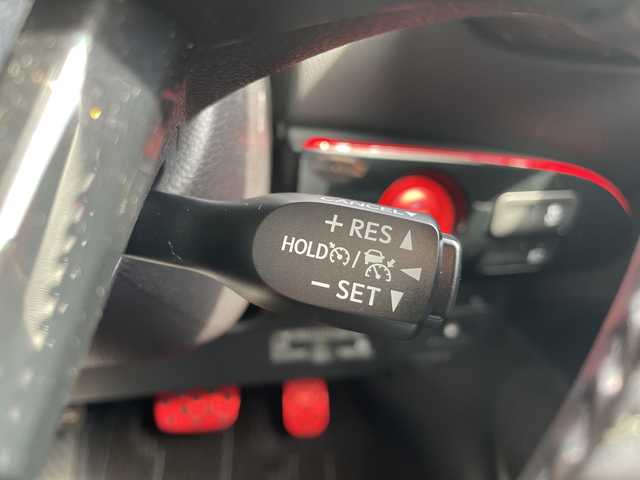 CANCEL
+ RES
HOLD /
− SET